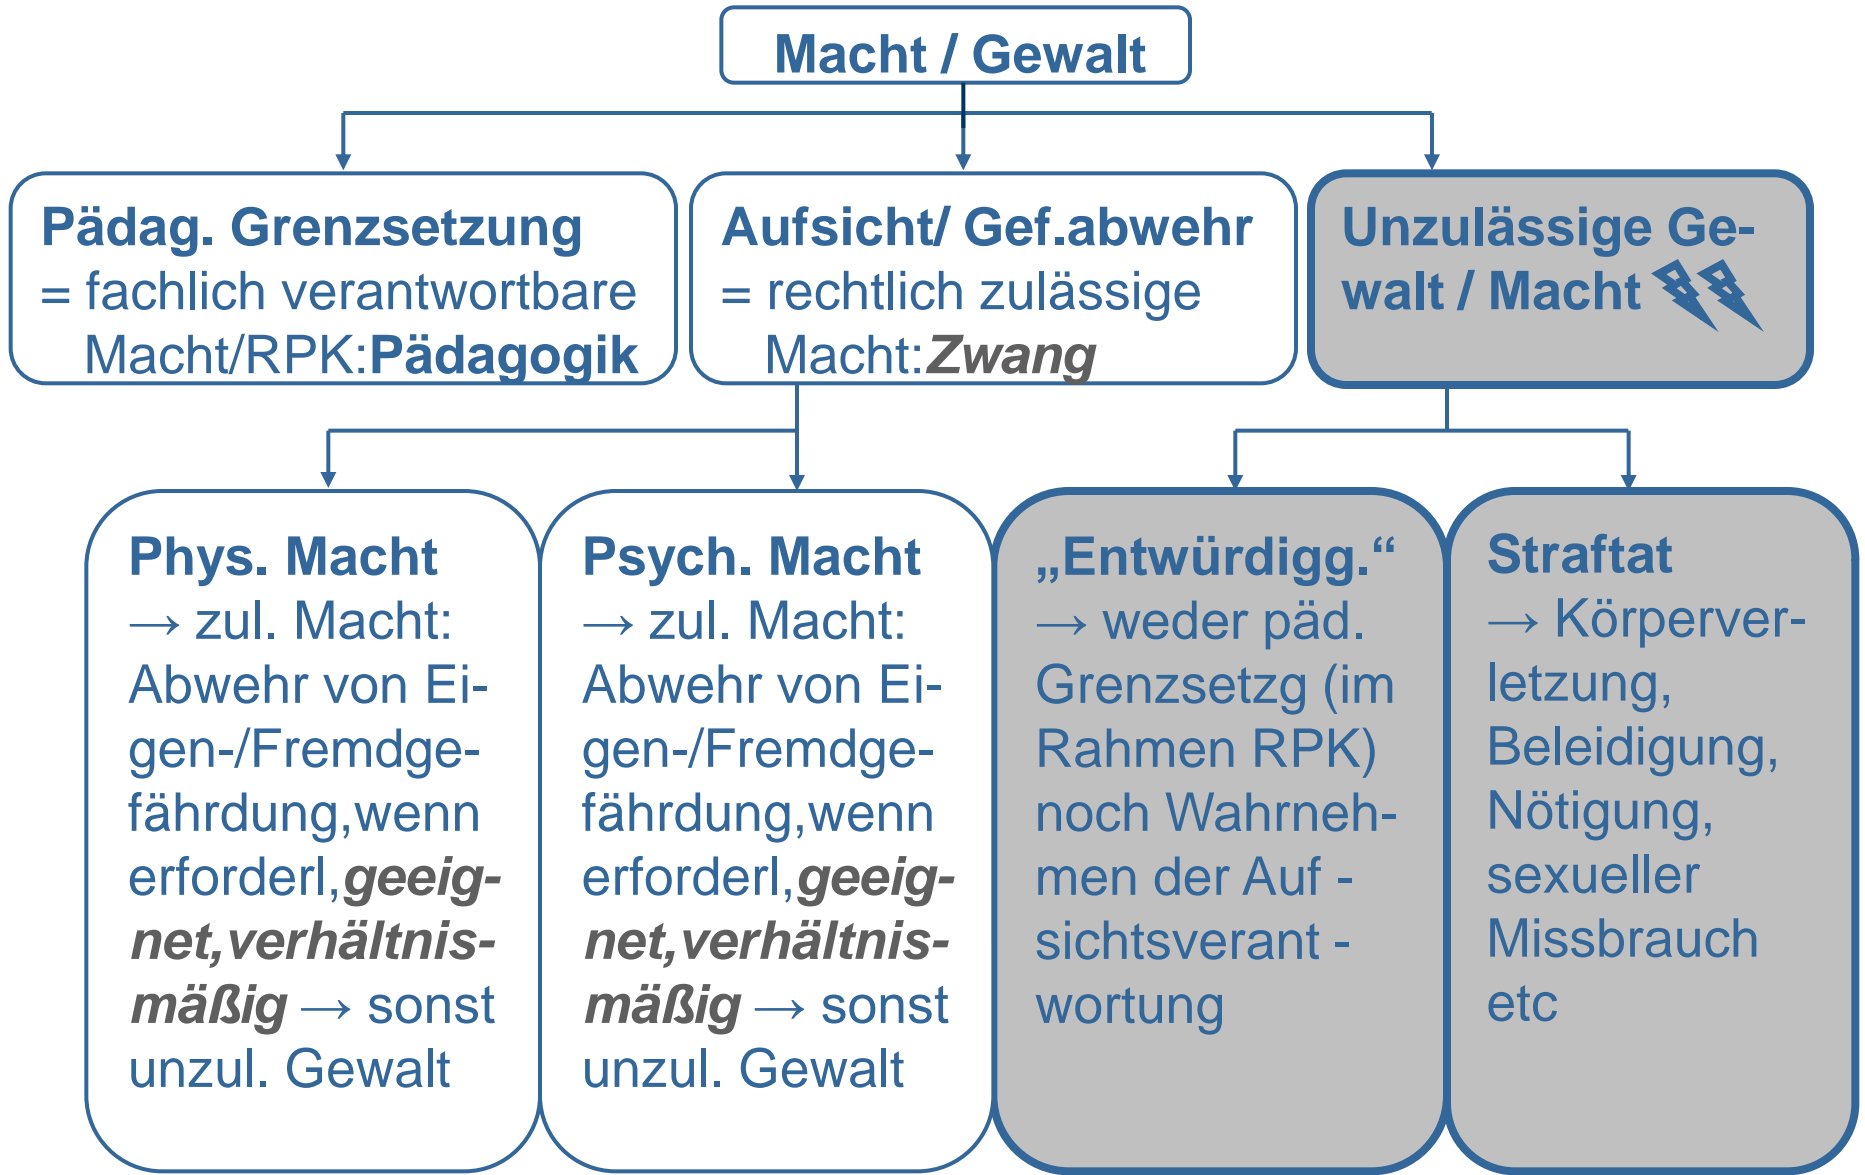 Macht / Gewalt
Pädag. Grenzsetzung
= fachlich verantwortbare
Macht/RPK:Pädagogik
Aufsicht/ Gef.abwehr
= rechtlich zulässige
Macht:Zwang
Unzulässige Ge-
walt / Macht
Phys. Macht
→ zul. Macht:
Abwehr von Ei-
gen-/Fremdge-
fährdung,wenn
erforderl,geeig-
net,verhältnis-
mäßig → sonst
unzul. Gewalt
Psych. Macht
→ zul. Macht:
Abwehr von Ei-
gen-/Fremdge-
fährdung,wenn
erforderl,geeig-
net,verhältnis-
mäßig → sonst
unzul. Gewalt
„Entwürdigg.“
→ weder päd.
Grenzsetzg (im
Rahmen RPK)
noch Wahrneh-
men der Auf -
sichtsverant -
wortung
Straftat
→ Körperver-
letzung,
Beleidigung,
Nötigung,
sexueller
Missbrauch
etc